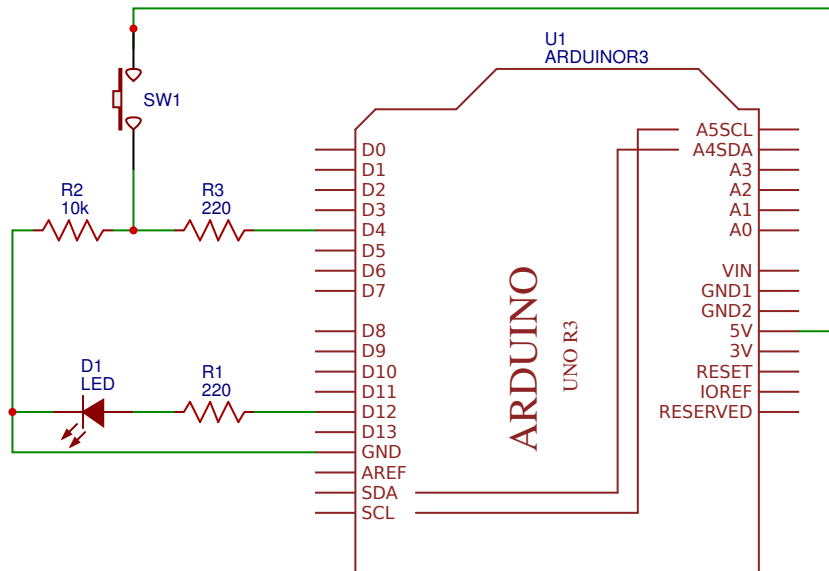 U1
ARDUINOR3
SW1
R2
10k
R3
220
D1
LED
R1
220
D0
D1
D2
D3
D4
D5
D6
D7
D8
D9
D10
D11
D12
D13
GND
AREF
SDA
SCL
ARDUINO
UNO R3
A5SCL
A4SDA
A3
A2
A1
A0
VIN
GND1
GND2
5V
3V
RESET
IOREF
RESERVED